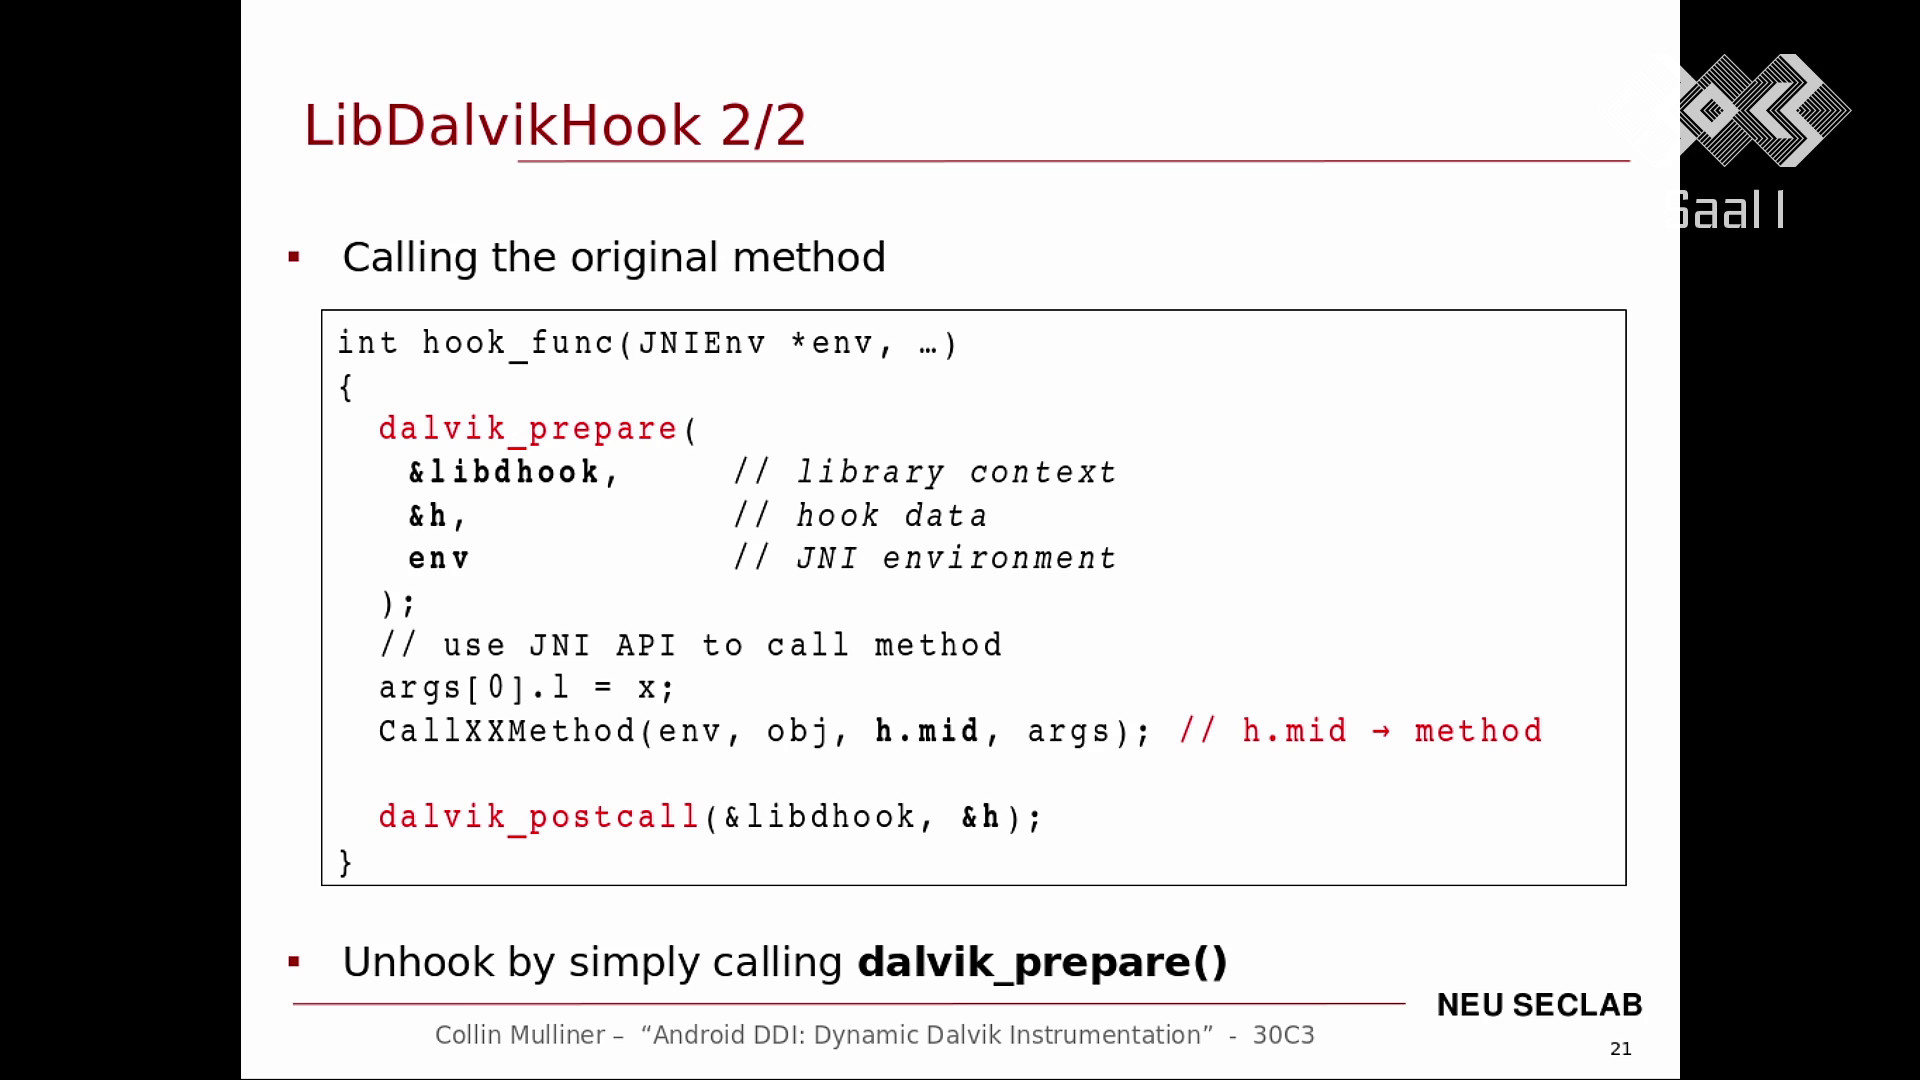 LibDalvikHook 2/2
Saal 1
▪ Calling the original method
int hook_func(JNIEnv *env, …)
{
dalvik_prepare(
&libdhook, // library context
&h, // hook data
env // JNI environment
);
// use JNI API to call method
args[0].l = x;
CallXXMethod(env, obj, h.mid, args); // h.mid → method
dalvik_postcall(&libdhook, &h);
}
▪ Unhook by simply calling dalvik_prepare()
NEU SECLAB
Collin Mulliner – “Android DDI: Dynamic Dalvik Instrumentation” - 30C3
21